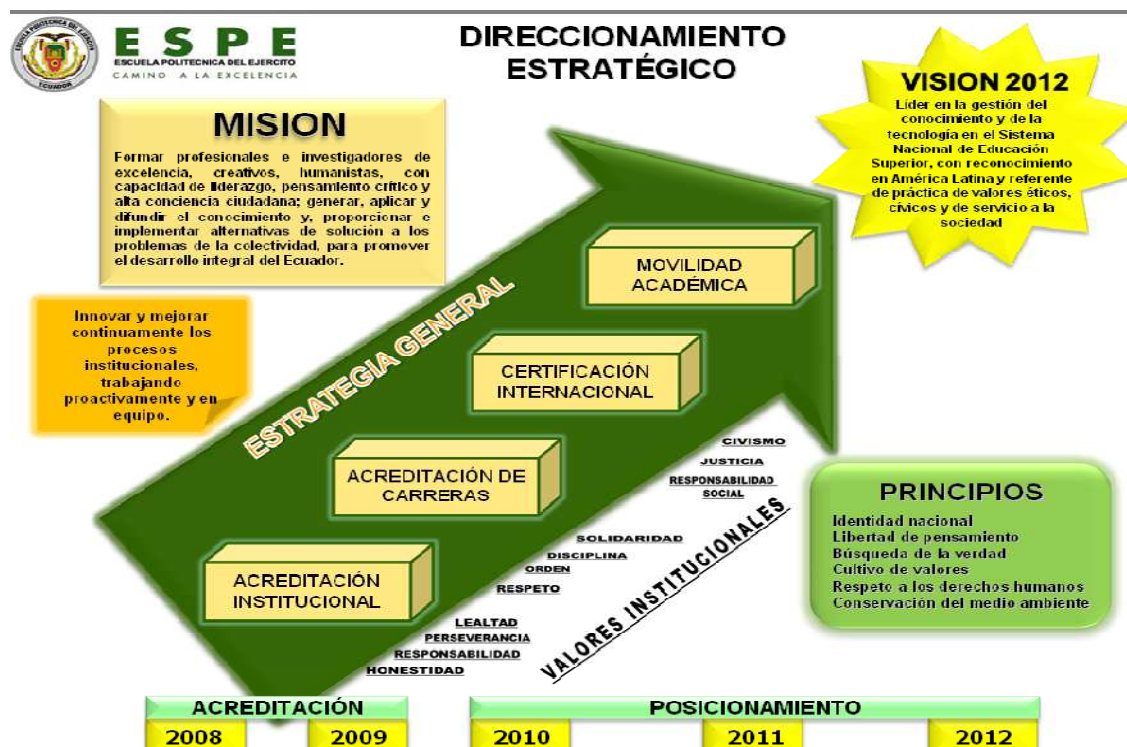 ESCUELA POLITECNICA DEL EJERCITO
ECUADOR
E S P E
ESCUELA POLITECNICA DEL EJERCITO
CAMINO A LA EXCELENCIA
DIRECCIONAMIENTO
ESTRATÉGICO
VISION 2012
Líder en la gestión del
conocimiento y de la
tecnología en el Sistema
Nacional de Educación
Superior, con reconocimiento
en América Latina y referente
de práctica de valores éticos,
cívicos y de servicio a la
sociedad
MISION
Formar profesionales e investigadores de
excelencia, creativos, humanistas, con
capacidad de liderazgo, pensamiento crítico y
alta conciencia ciudadana; generar, aplicar y
difundir el conocimiento y, proporcionar e
implementar alternativas de solución a los
problemas de la colectividad, para promover
el desarrollo integral del Ecuador.
Innovar y mejorar
continuamente los
procesos
institucionales,
trabajando
proactivamente y en
equipo.
ESTRATEGIA GENERAL
MOVILIDAD
ACADÉMICA
CERTIFICACIÓN
INTERNACIONAL
ACREDITACIÓN DE
CARRERAS
ACREDITACIÓN
INSTITUCIONAL
CIVISMO
JUSTICIA
RESPONSABILIDAD
SOCIAL
SOLIDARIDAD
DISCIPLINA
ORDEN
RESPETO
LEALTAD
PERSEVERANCIA
RESPONSABILIDAD
HONESTIDAD
VALORES INSTITUCIONALES
PRINCIPIOS
Identidad nacional
Libertad de pensamiento
Búsqueda de la verdad
Cultivo de valores
Respeto a los derechos humanos
Conservación del medio ambiente
ACREDITACIÓN
POSICIONAMIENTO
2008
2009
2010
2011
2012